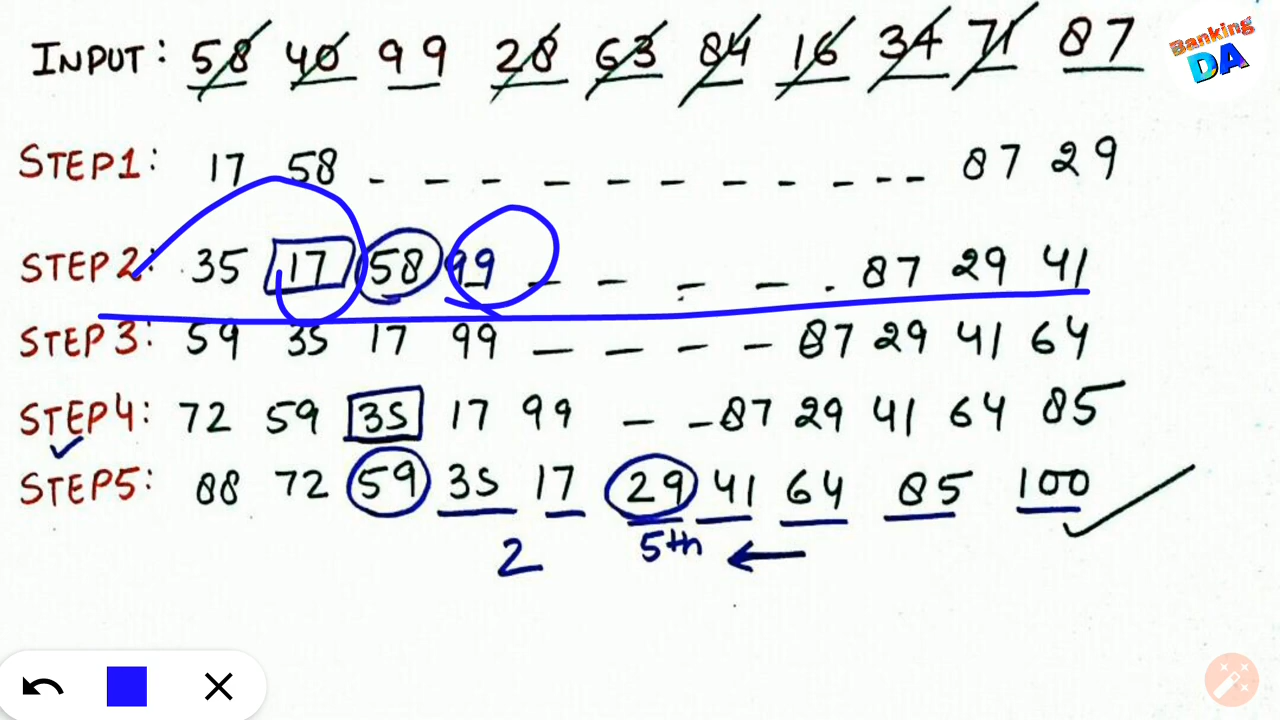 INPUT: 58 40 99 28 63 84 16 34 71 87
Banking
DA
STEP1: 17 58 - - - - - - - - - - - - 87 29
STEP2: 35 17 58 99 - - - - . 87 29 41
STEP3: 59 35 17 99 - - - - 87 29 41 64
STEP4: 72 59 35 17 99 - - 87 29 41 64 85
STEP5: 88 72 59 35 17 29 41 64 85 100
2 5th